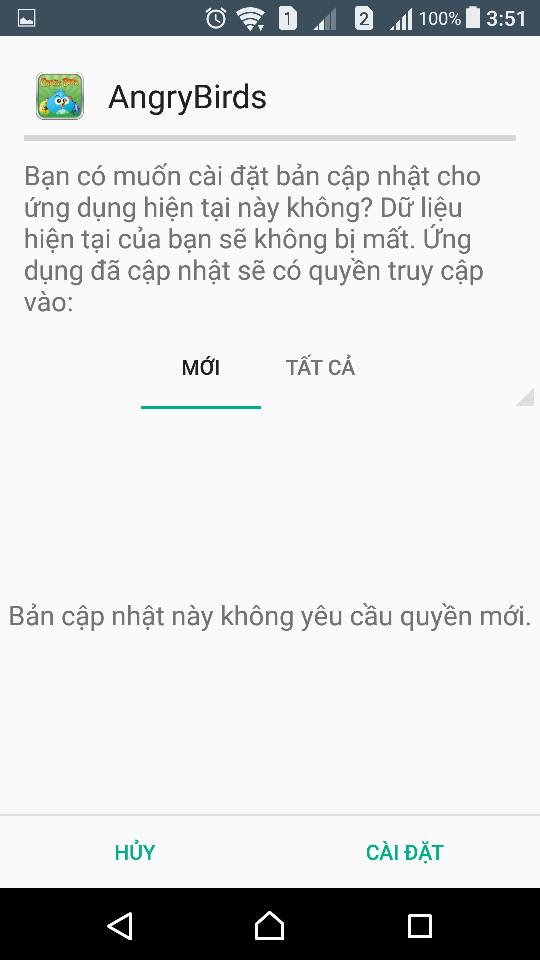 1 2 100% 3:51
AngryBirds
Bạn có muốn cài đặt bản cập nhật cho
ứng dụng hiện tại này không? Dữ liệu
hiện tại của bạn sẽ không bị mất. Ứng
dụng đã cập nhật sẽ có quyền truy cập
vào:
MỚI TẤT CẢ
Bản cập nhật này không yêu cầu quyền mới.
HỦY CÀI ĐẶT